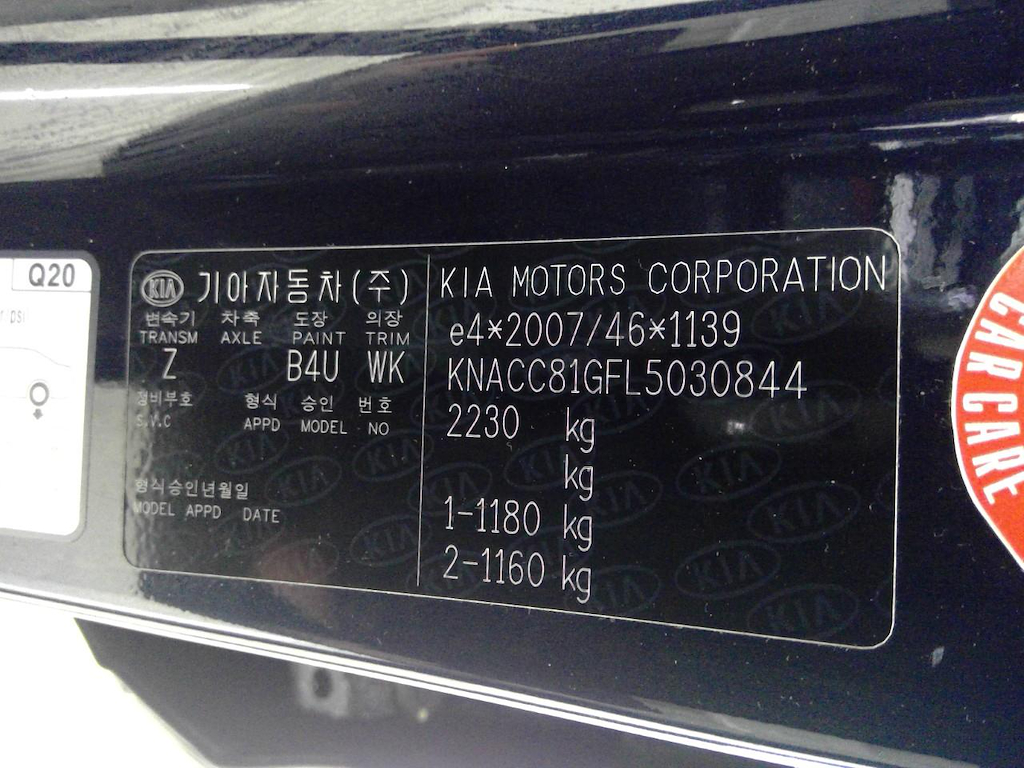 Q20
KIA 기아자동차(주)
변속기 차축 도장 의장
TRANSM AXLE PAINT TRIM
Z B4U WK
정비부호 형식 승인 번호
S.V.C APPD MODEL NO
형식승인년월일
MODEL APPD DATE
KIA MOTORS CORPORATION
e4*2007/46*1139
KNACC81GFL5030844
2230 kg
kg
1-1180 kg
2-1160 kg
CAR CARE